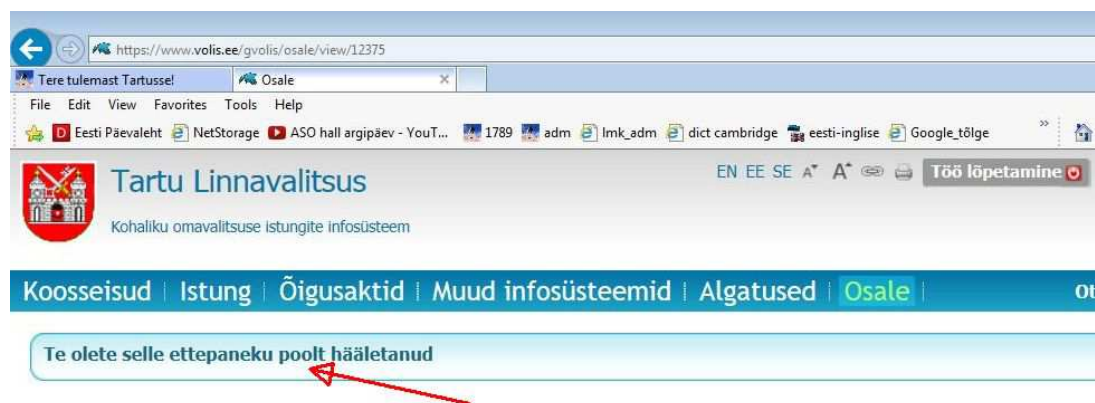 https://www.volis.ee/gvolis/osale/view/12375
Tere tulemast Tartusse! Osale
File Edit View Favorites Tools Help
Eesti Päevaleht NetStorage ASO hall argipäev - YouT... 1789 adm lmk_adm dict cambridge eesti-inglise Google_tõlge »
EN EE SE A A Töö lõpetamine
Tartu Linnavalitsus
Kohaliku omavalitsuse istungite infosüsteem
Koosseisud Istung Õigusaktid Muud infosüsteemid Algatused Osale Ot
Te olete selle ettepaneku poolt hääletanud